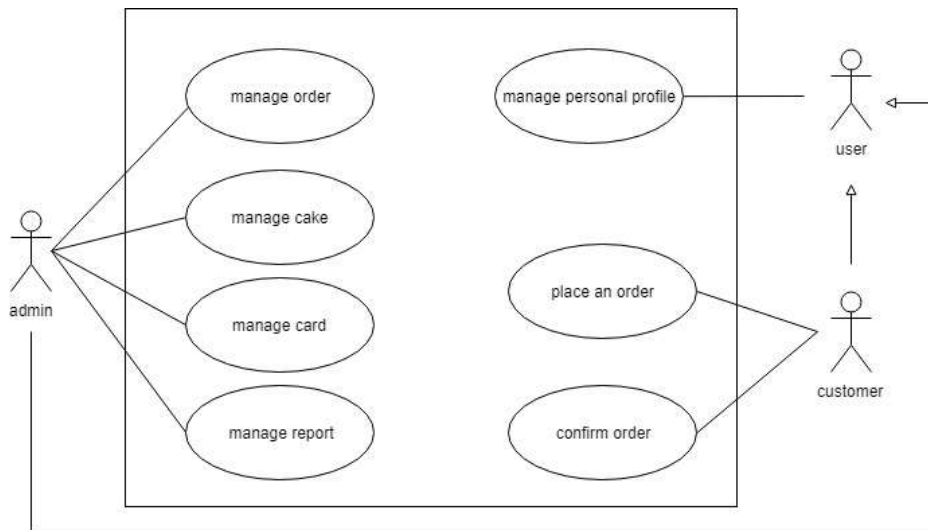 manage order
manage personal profile
user
manage cake
place an order
admin
manage card
customer
manage report
confirm order